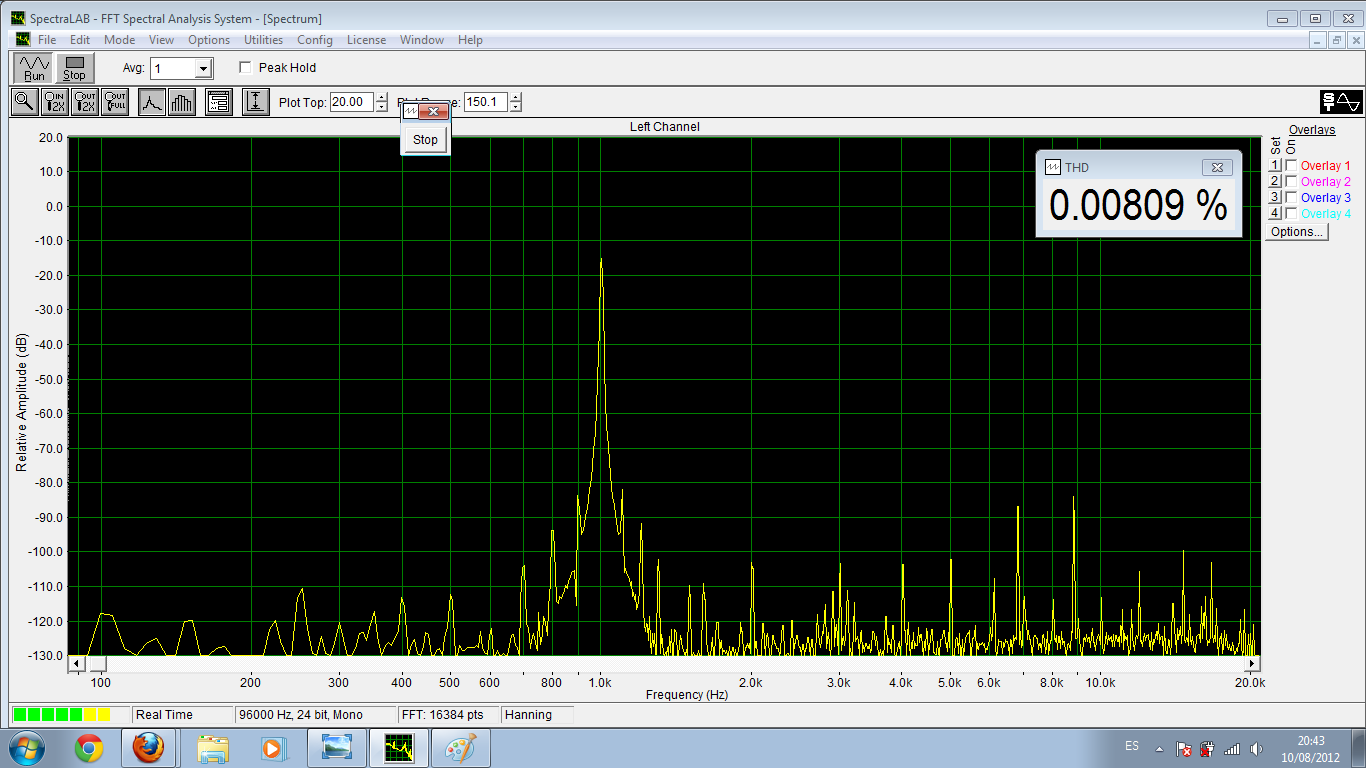 SpectraLAB - FFT Spectral Analysis System - [Spectrum]
File Edit Mode View Options Utilities Config License Window Help
Run Stop Avg: 1 Peak Hold
IN 2X OUT 2X OUT FULL Plot Top: 20.00 150.1
Stop
Left Channel
Overlays
Set On
1 Overlay 1
2 Overlay 2
3 Overlay 3
4 Overlay 4
Options...
THD
0.00809 %
Relative Amplitude (dB)
20.0
10.0
0.0
-10.0
-20.0
-30.0
-40.0
-50.0
-60.0
-70.0
-80.0
-90.0
-100.0
-110.0
-120.0
-130.0
100 200 300 400 500 600 800 1.0k 2.0k 3.0k 4.0k 5.0k 6.0k 8.0k 10.0k 20.0k
Frequency (Hz)
Real Time 96000 Hz, 24 bit, Mono FFT: 16384 pts Hanning
ES 20:43
10/08/2012